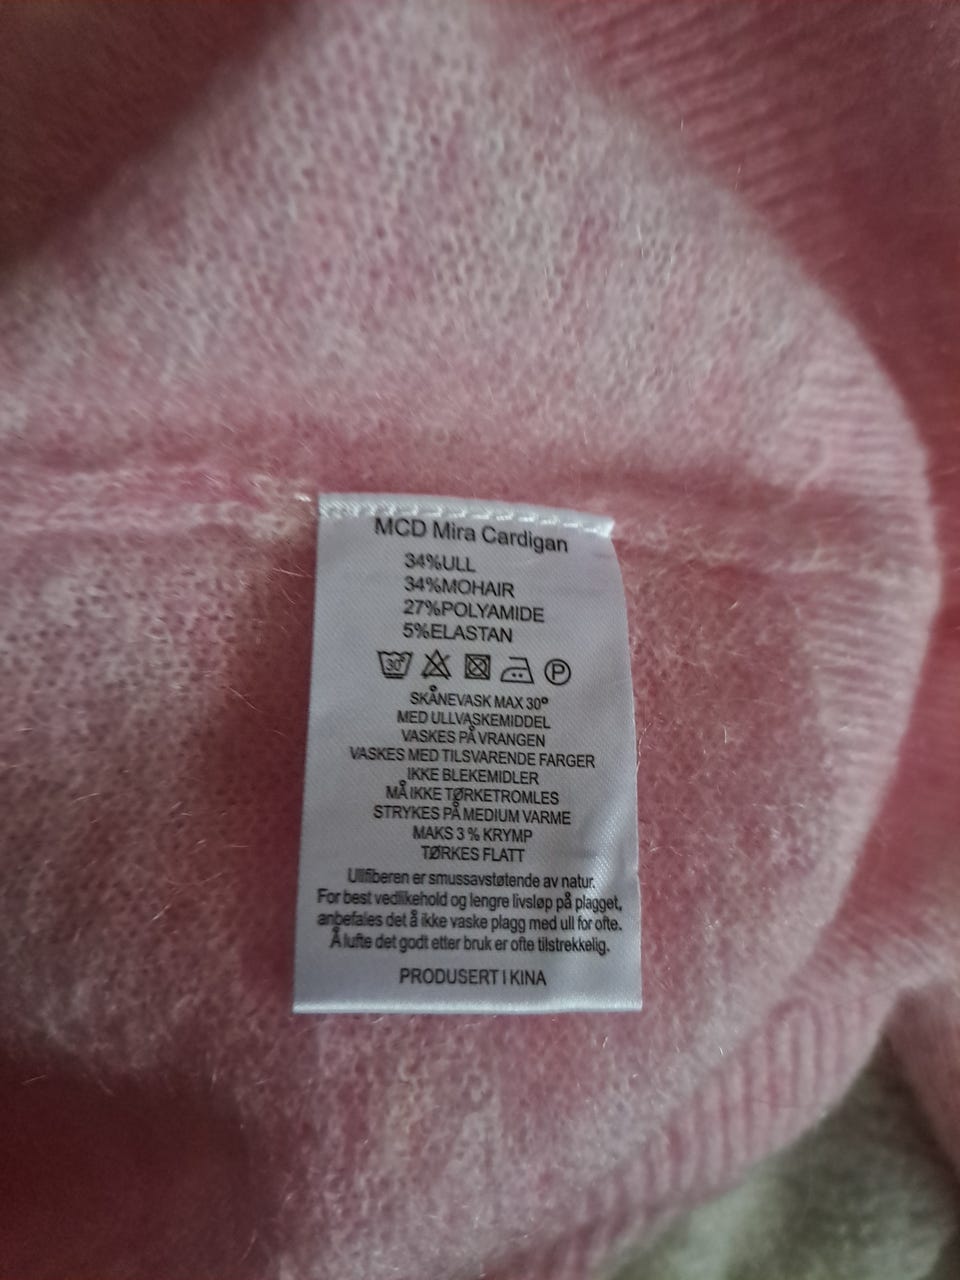 MCD Mira Cardigan
34%ULL
34%MOHAIR
27%POLYAMIDE
5%ELASTAN
30° P
SKÅNEVASK MAX 30º
MED ULLVASKEMIDDEL
VASKES PÅ VRANGEN
VASKES MED TILSVARENDE FARGER
IKKE BLEKEMIDLER
MÅ IKKE TØRKETROMLES
STRYKES PÅ MEDIUM VARME
MAKS 3 % KRYMP
TØRKES FLATT
Ullfiberen er smussavstøtende av natur.
For best vedlikehold og lengre livsløp på plagget,
anbefales det å ikke vaske plagg med ull for ofte.
Å lufte det godt etter bruk er ofte tilstrekkelig.
PRODUSERT I KINA